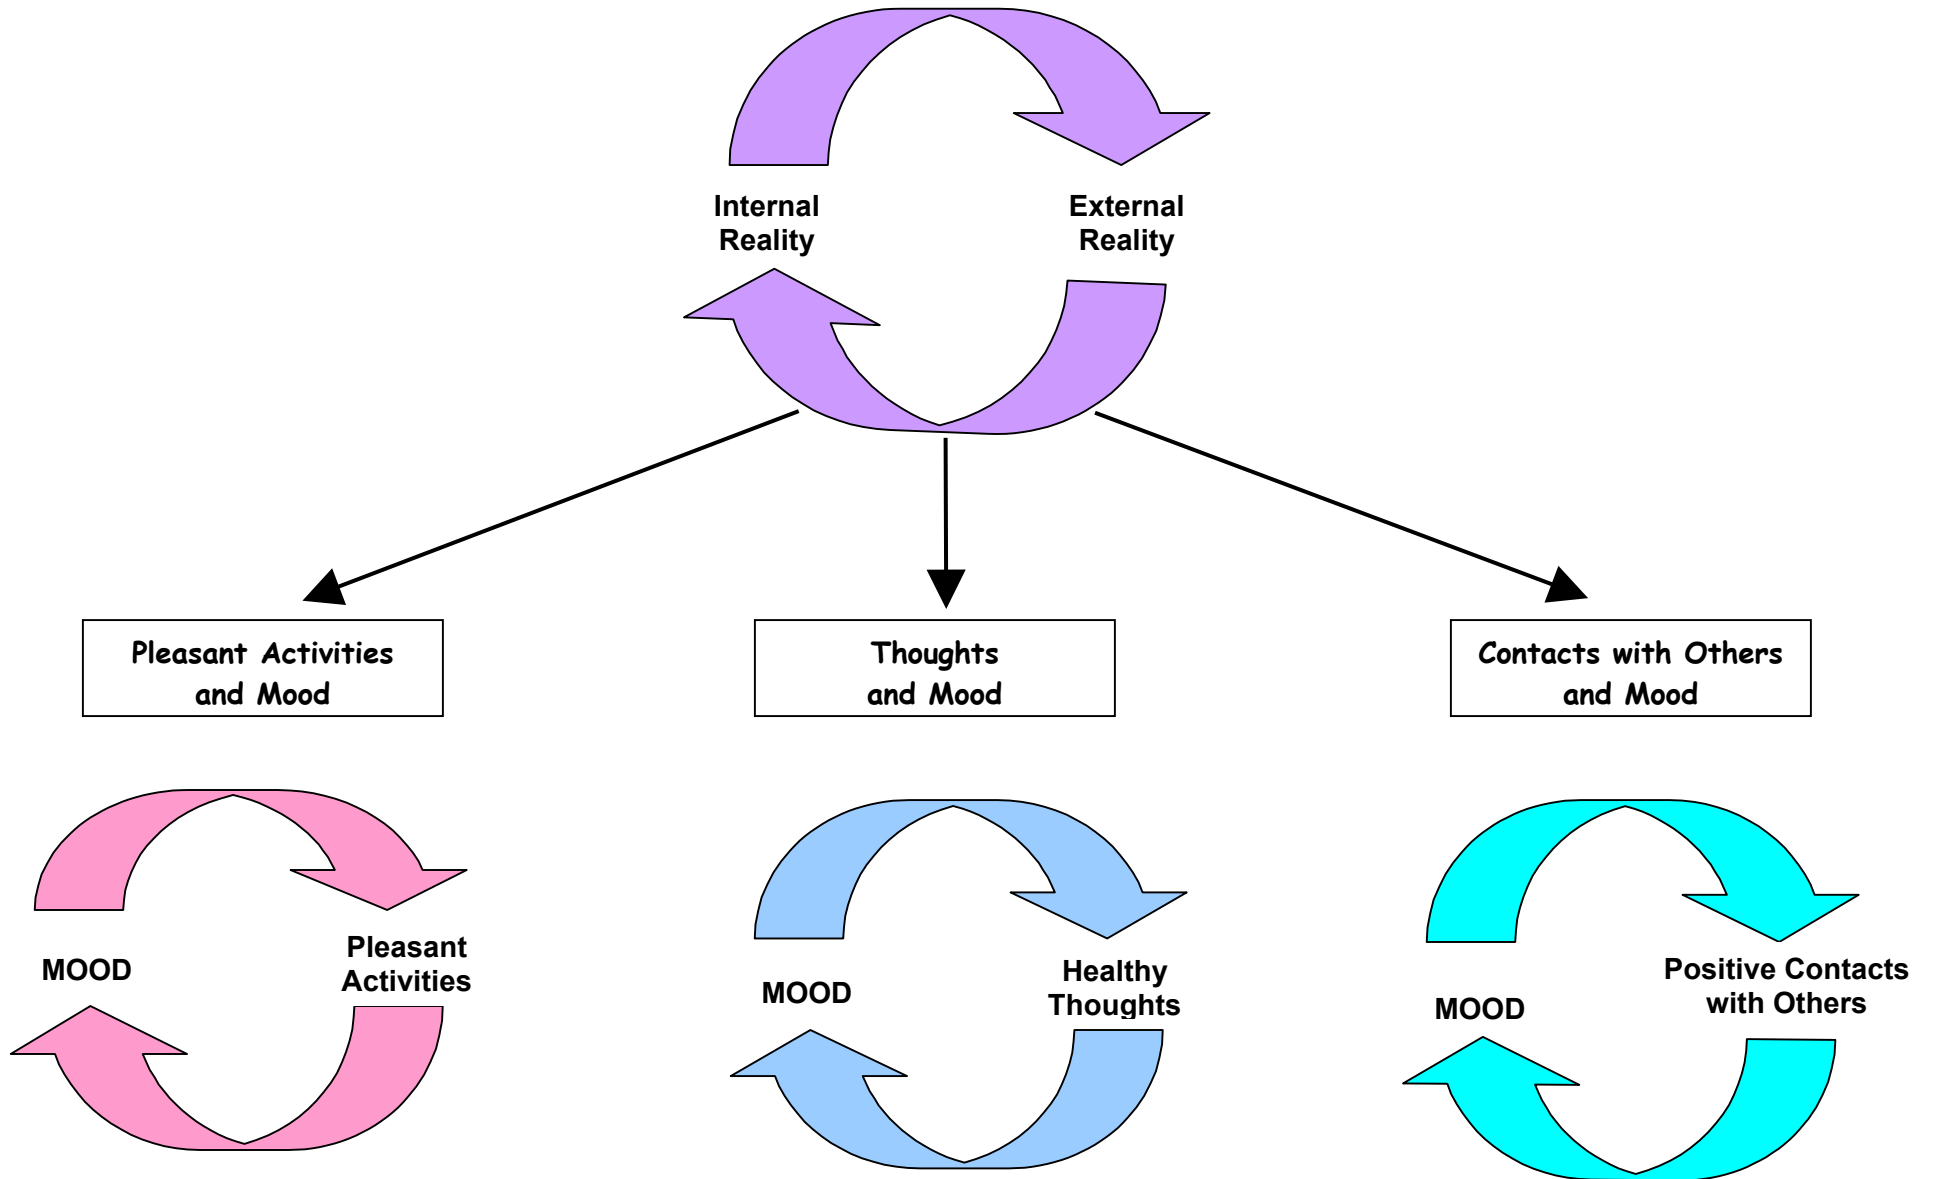 Internal
Reality
External
Reality
Pleasant Activities
and Mood
Thoughts
and Mood
Contacts with Others
and Mood
MOOD
Pleasant
Activities
MOOD
Healthy
Thoughts
MOOD
Positive Contacts
with Others